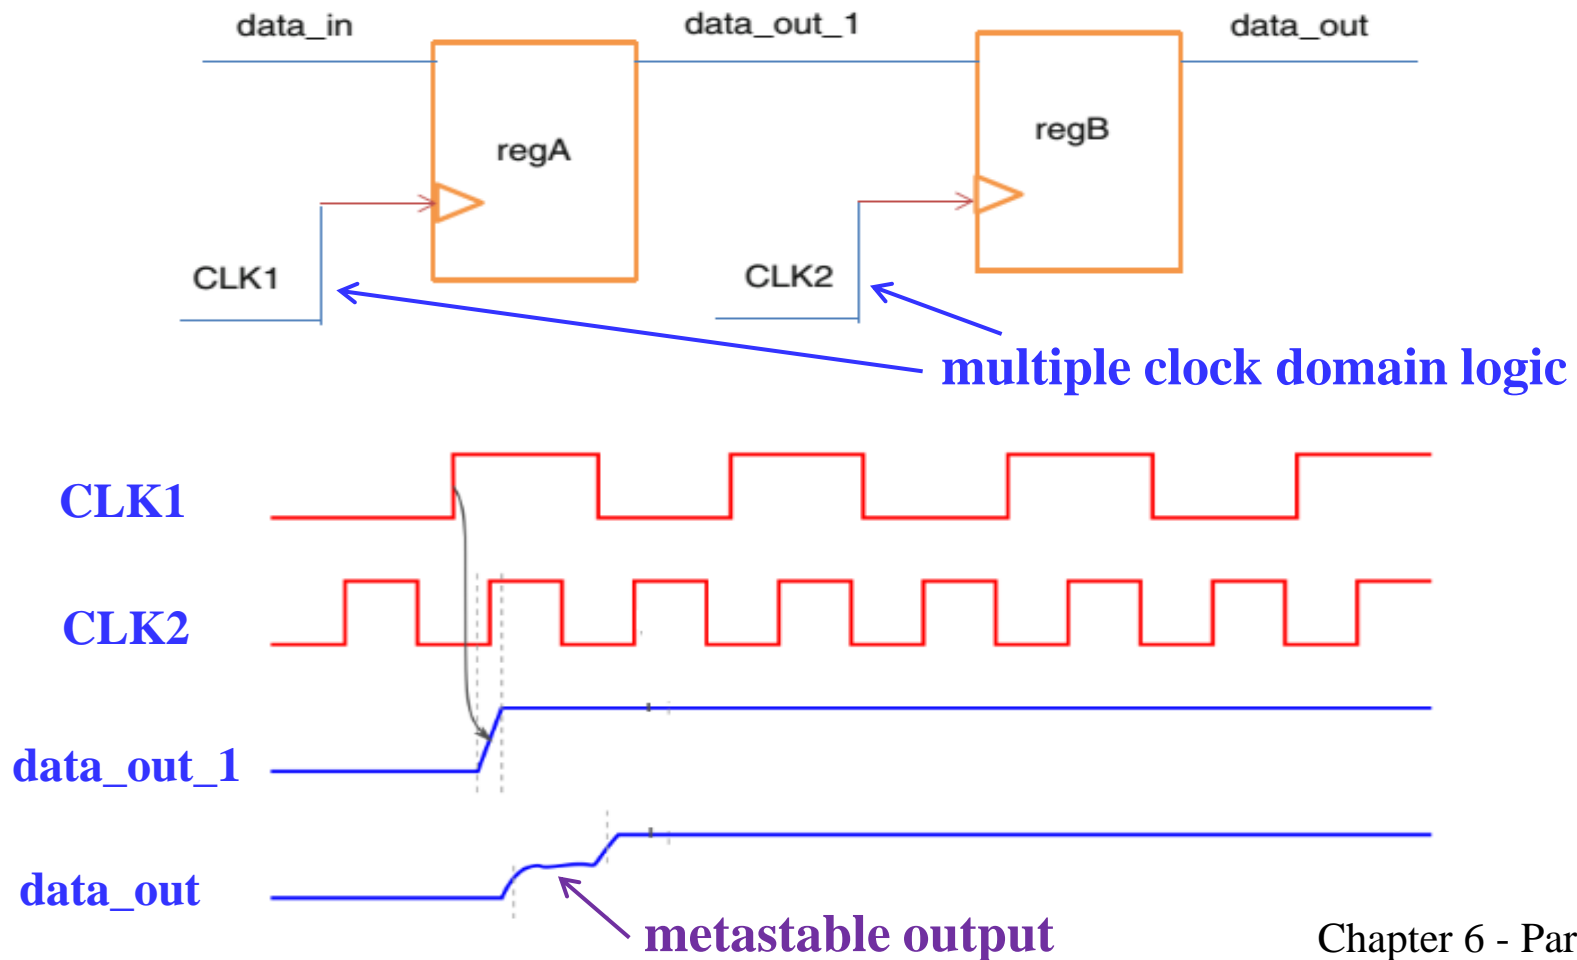 data_in
data_out_1
data_out
regA
regB
CLK1
CLK2
multiple clock domain logic
CLK1
CLK2
data_out_1
data_out
metastable output
Chapter 6 - Par